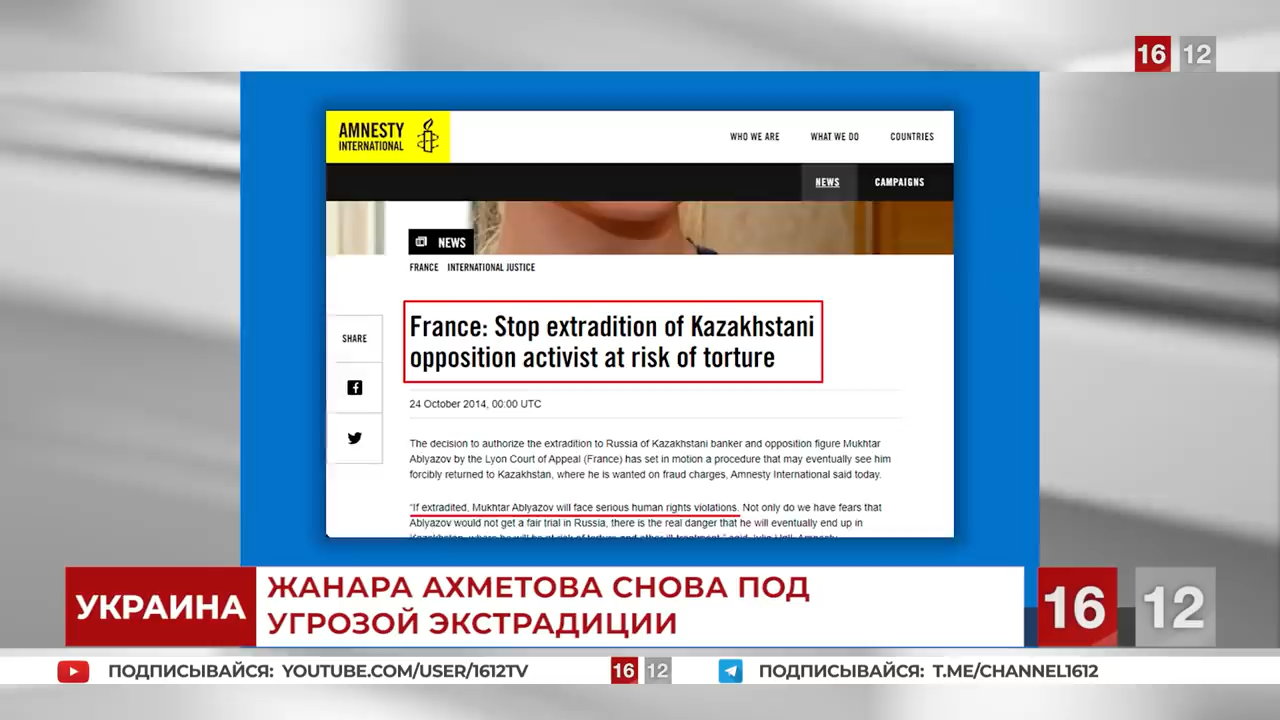 16 12
AMNESTY
INTERNATIONAL
WHO WE ARE WHAT WE DO COUNTRIES
NEWS CAMPAIGNS
NEWS
FRANCE INTERNATIONAL JUSTICE
SHARE
France: Stop extradition of Kazakhstani
opposition activist at risk of torture
24 October 2014, 00:00 UTC
The decision to authorize the extradition to Russia of Kazakhstani banker and opposition figure Mukhtar
Ablyazov by the Lyon Court of Appeal (France) has set in motion a procedure that may eventually see him
forcibly returned to Kazakhstan, where he is wanted on fraud charges, Amnesty International said today.
“If extradited, Mukhtar Ablyazov will face serious human rights violations. Not only do we have fears that
Ablyazov would not get a fair trial in Russia, there is the real danger that he will eventually end up in
УКРАИНА
ЖАНАРА АХМЕТОВА СНОВА ПОД
УГРОЗОЙ ЭКСТРАДИЦИИ
16 12
ПОДПИСЫВАЙСЯ: YOUTUBE.COM/USER/1612TV 16 12 ПОДПИСЫВАЙСЯ: T.ME/CHANNEL1612